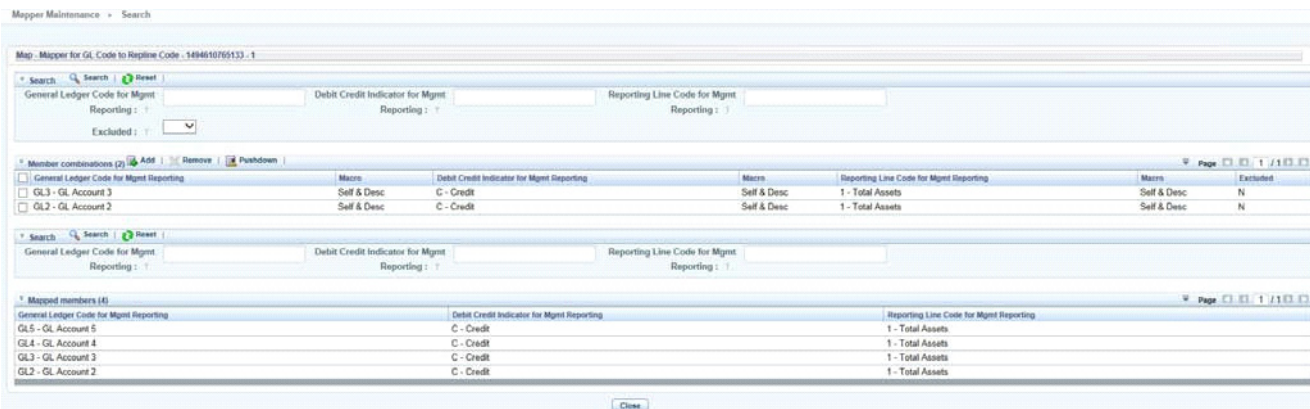 Mapper Maintenance » Search
Map - Mapper for GL Code to Repline Code - 1494610765133 - 1
Search Search | Reset |
General Ledger Code for Mgmt Reporting : ? Debit Credit Indicator for Mgmt Reporting : ? Reporting Line Code for Mgmt Reporting : ?
Excluded : ?
Member combinations (2) Add | Remove | Pushdown | Page 1 / 1
General Ledger Code for Mgmt Reporting Macro Debit Credit Indicator for Mgmt Reporting Macro Reporting Line Code for Mgmt Reporting Macro Excluded
GL3 - GL Account 3 Self & Desc C - Credit Self & Desc 1 - Total Assets Self & Desc N
GL2 - GL Account 2 Self & Desc C - Credit Self & Desc 1 - Total Assets Self & Desc N
Search Search | Reset |
General Ledger Code for Mgmt Reporting : ? Debit Credit Indicator for Mgmt Reporting : ? Reporting Line Code for Mgmt Reporting : ?
Mapped members (4) Page 1 / 1
General Ledger Code for Mgmt Reporting Debit Credit Indicator for Mgmt Reporting Reporting Line Code for Mgmt Reporting
GL5 - GL Account 5 C - Credit 1 - Total Assets
GL4 - GL Account 4 C - Credit 1 - Total Assets
GL3 - GL Account 3 C - Credit 1 - Total Assets
GL2 - GL Account 2 C - Credit 1 - Total Assets
Close